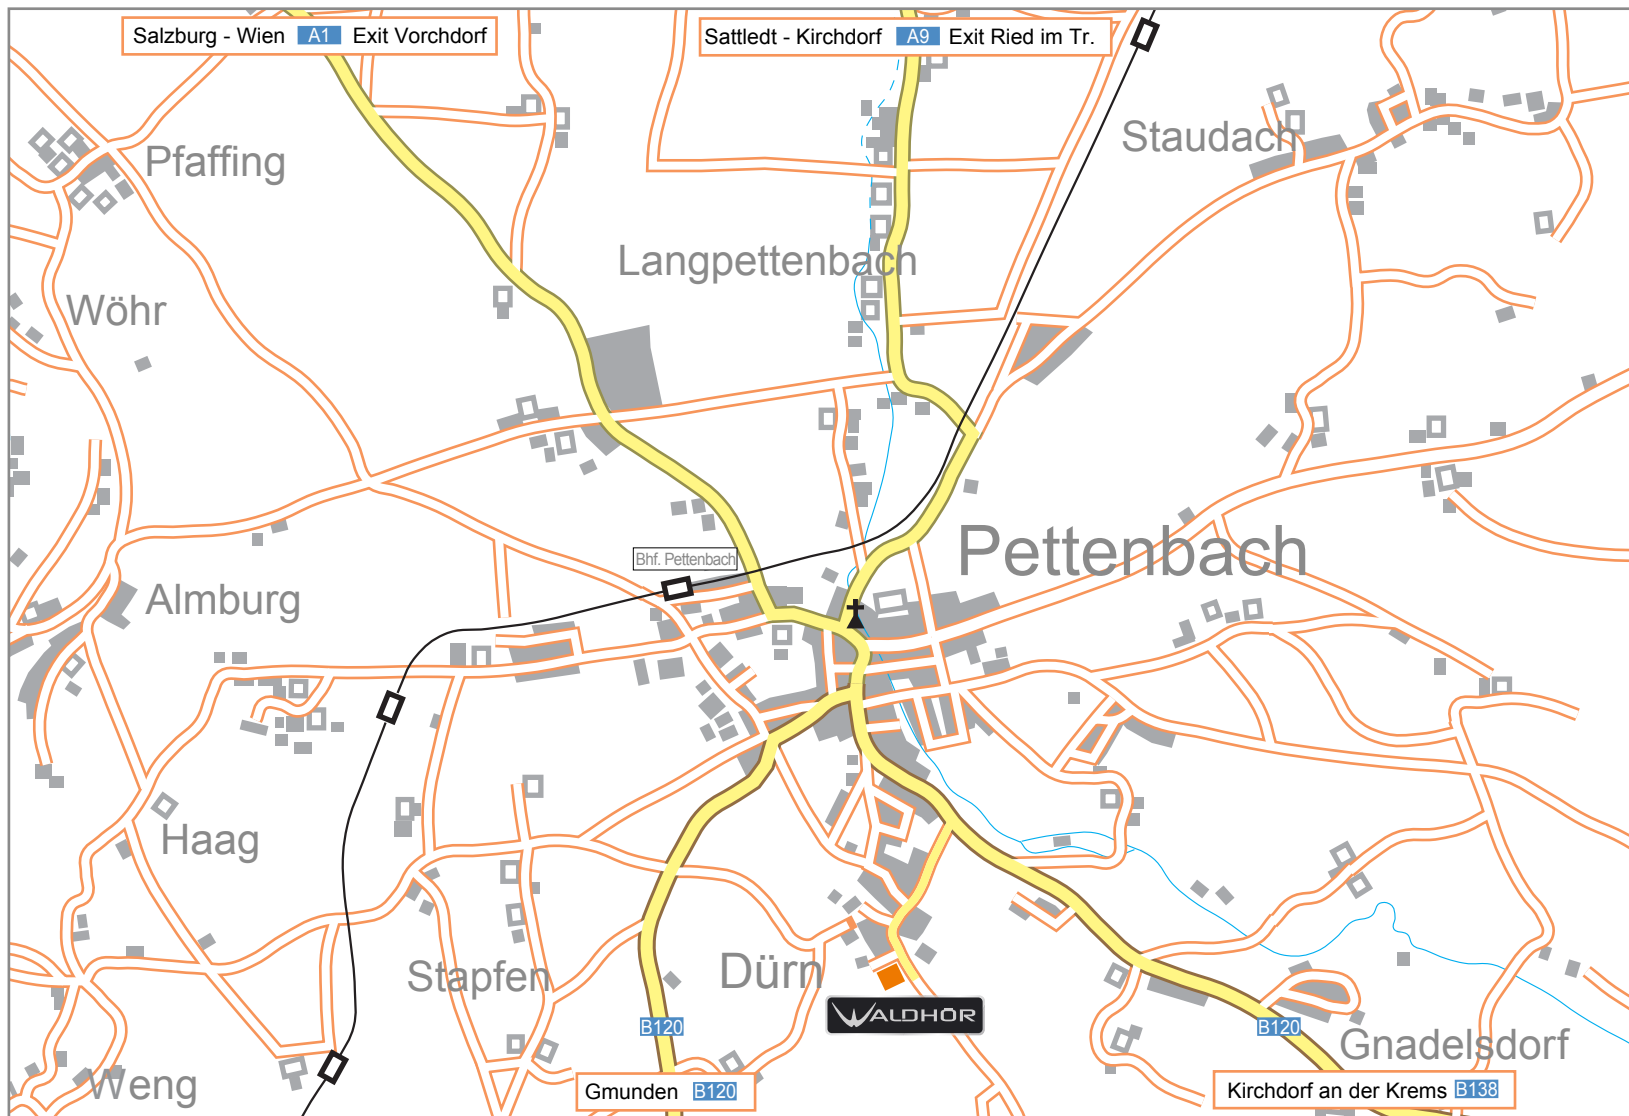 Salzburg - Wien A1 Exit Vorchdorf
Sattledt - Kirchdorf A9 Exit Ried im Tr.
Staudach
Pfaffing
Langpettenbach
Wöhr
Pettenbach
Bhf. Pettenbach
Almburg
Haag
Stapfen
Dürn
WALDHÖR
B120
B120
Gnadelsdorf
Weng
Gmunden B120
Kirchdorf an der Krems B138